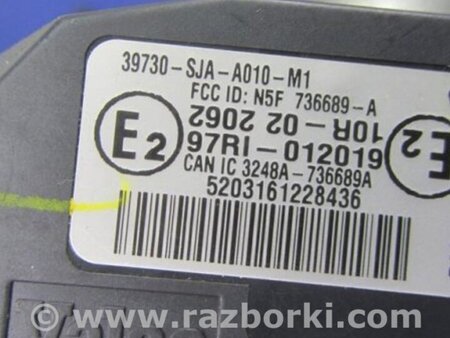 39730-SJA-A010-M1
FCC ID: N5F 736689-A
10R-02 2062
E2
97RI-012019
E2
CAN IC 3248A-736689A
5203161228436
Valeo
© www.razborki.com